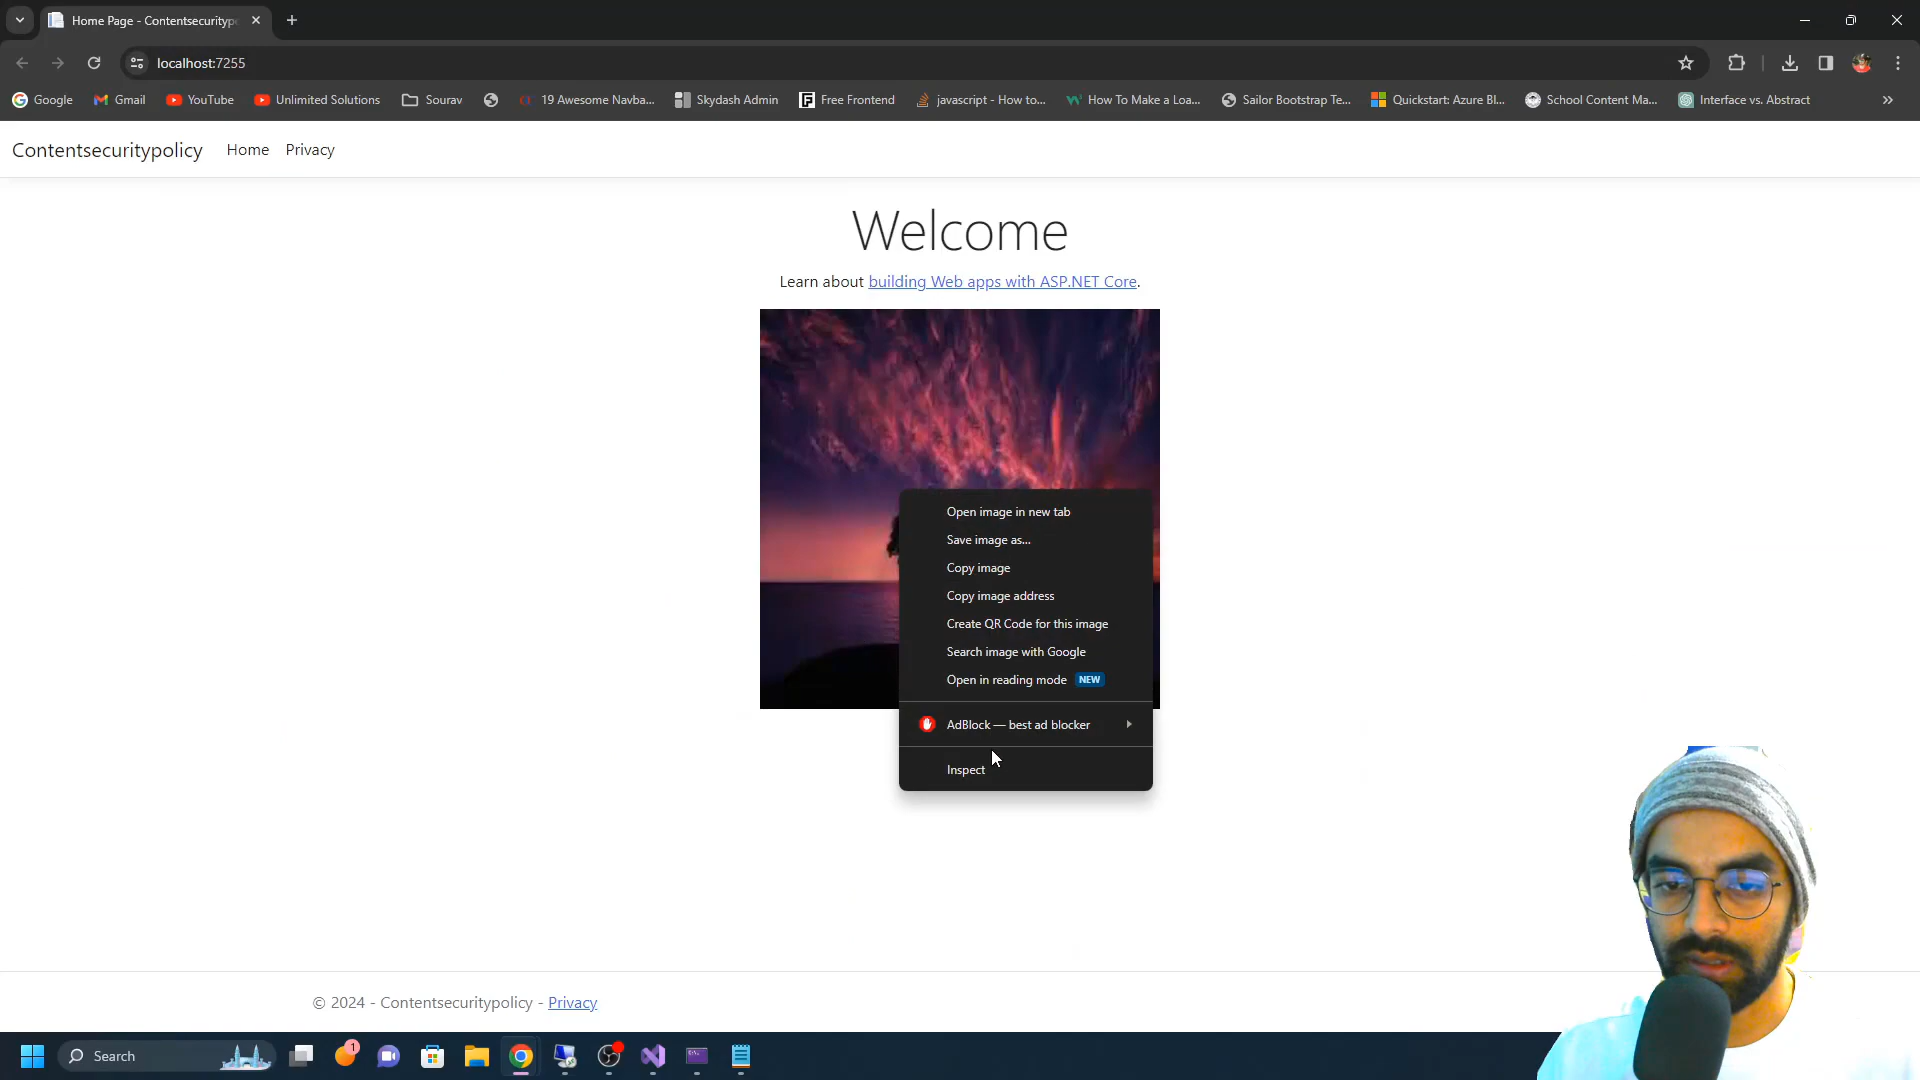 Home Page - Contentsecurityp
localhost:7255
Google
Gmail
YouTube
Unlimited Solutions
Sourav
19 Awesome Navba...
Skydash Admin
Free Frontend
javascript - How to...
How To Make a Loa...
Sailor Bootstrap Te...
Quickstart: Azure Bl...
School Content Ma...
Interface vs. Abstract
Contentsecuritypolicy
Home
Privacy
Welcome
Learn about building Web apps with ASP.NET Core.
Open image in new tab
Save image as...
Copy image
Copy image address
Create QR Code for this image
Search image with Google
Open in reading mode NEW
AdBlock — best ad blocker
Inspect
© 2024 - Contentsecuritypolicy - Privacy
Search
1